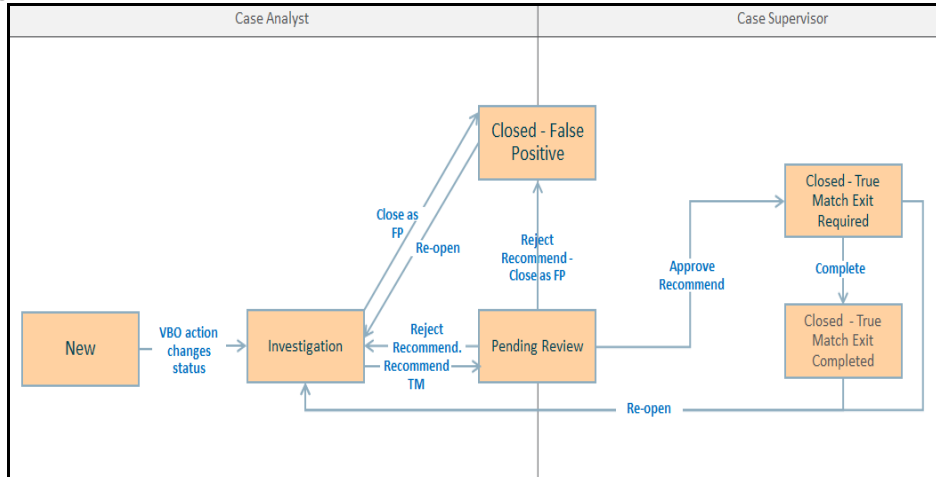 Case Analyst
Case Supervisor
Closed - False
Positive
Closed - True
Match Exit
Required
Close as
FP
Re-open
Reject
Recommend -
Close as FP
Approve
Recommend
Complete
New
VBO action
changes
status
Investigation
Reject
Recommend.
Recommend
TM
Pending Review
Closed - True
Match Exit
Completed
Re-open